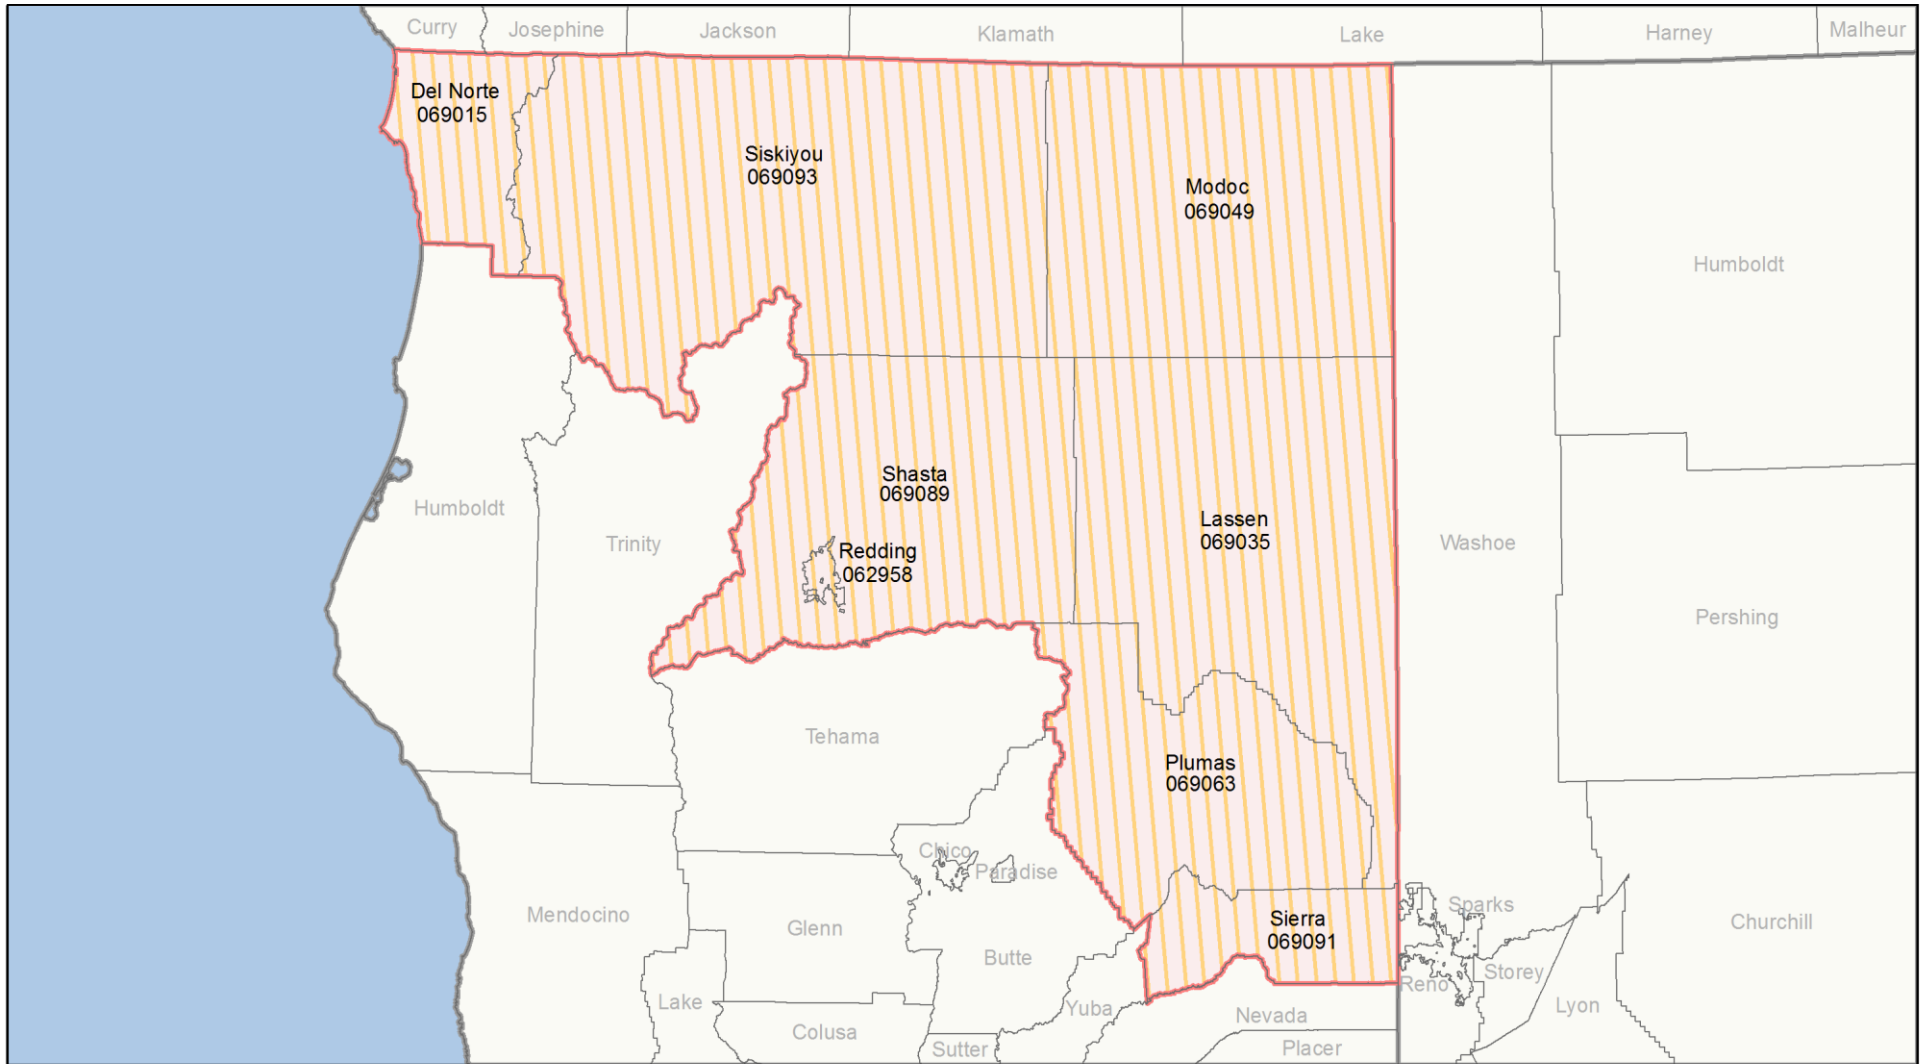 Curry
Josephine
Jackson
Klamath
Lake
Harney
Malheur
Del Norte
069015
Siskiyou
069093
Modoc
069049
Humboldt
Shasta
069089
Humboldt
Lassen
069035
Trinity
Washoe
Redding
062958
Pershing
Tehama
Plumas
069063
Chico
Paradise
Sparks
Mendocino
Glenn
Sierra
069091
Churchill
Butte
Storey
Reno
Lake
Yuba
Lyon
Nevada
Colusa
Sutter
Placer